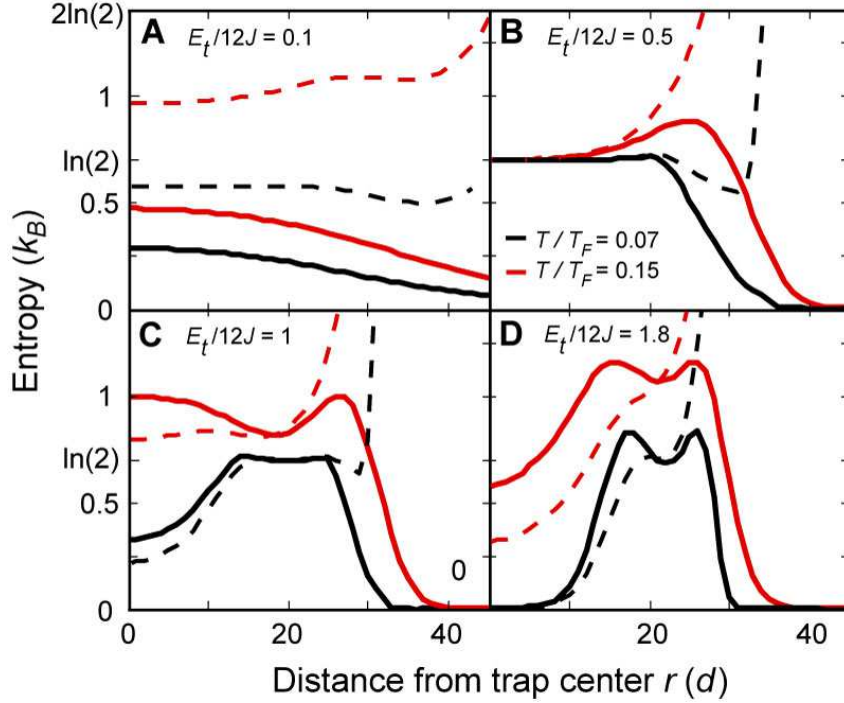 2ln(2)
A
E_t/12J = 0.1
B
E_t/12J = 0.5
1
ln(2)
0.5
0
T/T_F = 0.07
T/T_F = 0.15
Entropy (k_B)
C
E_t/12J = 1
D
E_t/12J = 1.8
1
ln(2)
0.5
0
0
0
20
40
20
40
Distance from trap center r (d)